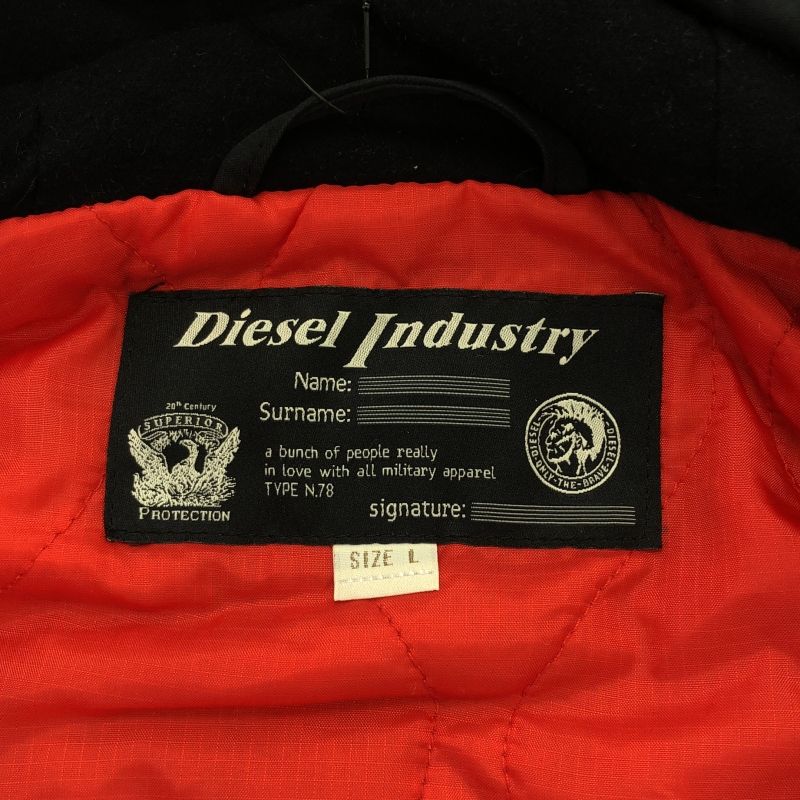 Diesel Industry
Name:
Surname:
20th Century
SUPERIOR
PROTECTION
a bunch of people really
in love with all military apparel
TYPE N.78
signature:
DIESEL
DIESEL-ONLY-THE-BRAVE
SIZE L